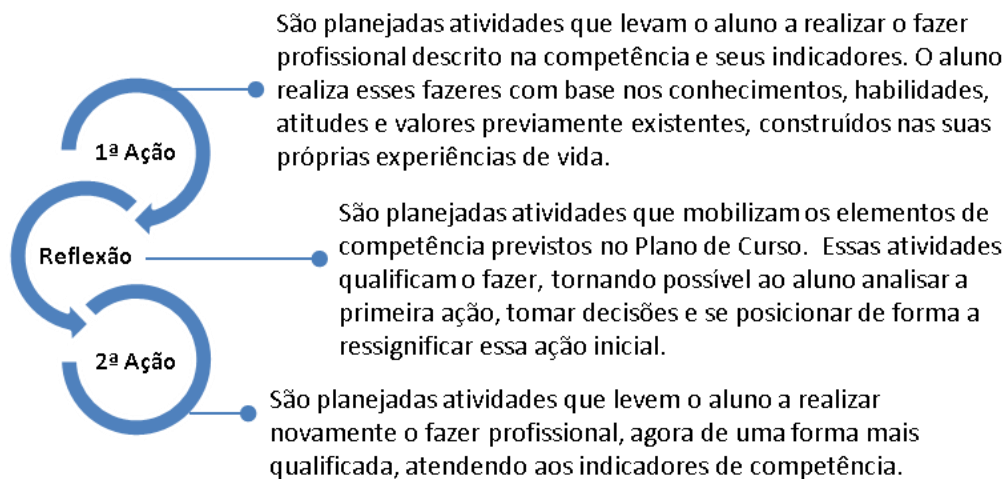 São planejadas atividades que levam o aluno a realizar o fazer
profissional descrito na competência e seus indicadores. O aluno
realiza esses fazeres com base nos conhecimentos, habilidades,
atitudes e valores previamente existentes, construídos nas suas
próprias experiências de vida.
1ª Ação
São planejadas atividades que mobilizam os elementos de
competência previstos no Plano de Curso. Essas atividades
qualificam o fazer, tornando possível ao aluno analisar a
primeira ação, tomar decisões e se posicionar de forma a
ressignificar essa ação inicial.
Reflexão
2ª Ação
São planejadas atividades que levem o aluno a realizar
novamente o fazer profissional, agora de uma forma mais
qualificada, atendendo aos indicadores de competência.